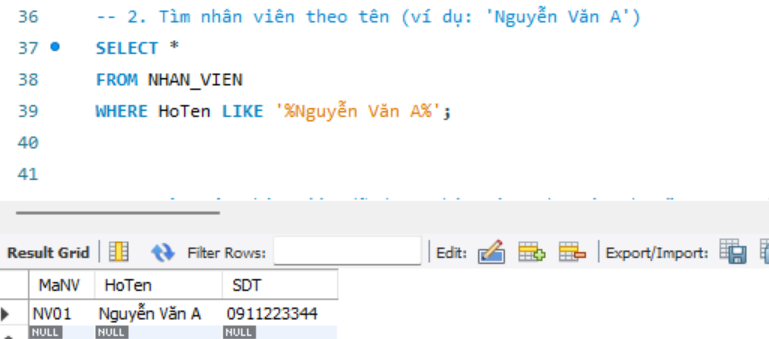 36 -- 2. Tìm nhân viên theo tên (ví dụ: 'Nguyễn Văn A')
37 SELECT *
38 FROM NHAN_VIEN
39 WHERE HoTen LIKE '%Nguyễn Văn A%';
40
41
Result Grid Filter Rows: Edit: Export/Import:
MaNV HoTen SDT
NV01 Nguyễn Văn A 0911223344
NULL NULL NULL